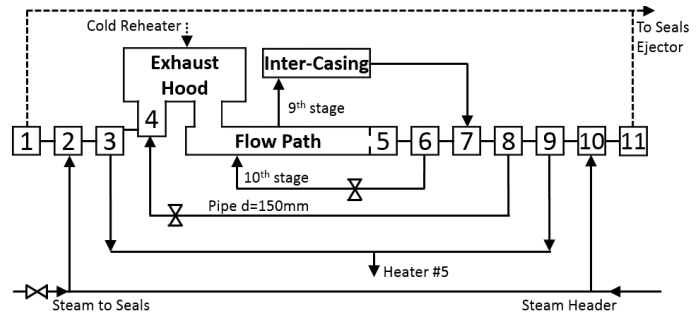 Cold Reheater
To Seals
Ejector
Exhaust
Hood
Inter-Casing
9th stage
1
2
3
4
Flow Path
5
6
7
8
9
10
11
10th stage
Pipe d=150mm
Heater #5
Steam to Seals
Steam Header